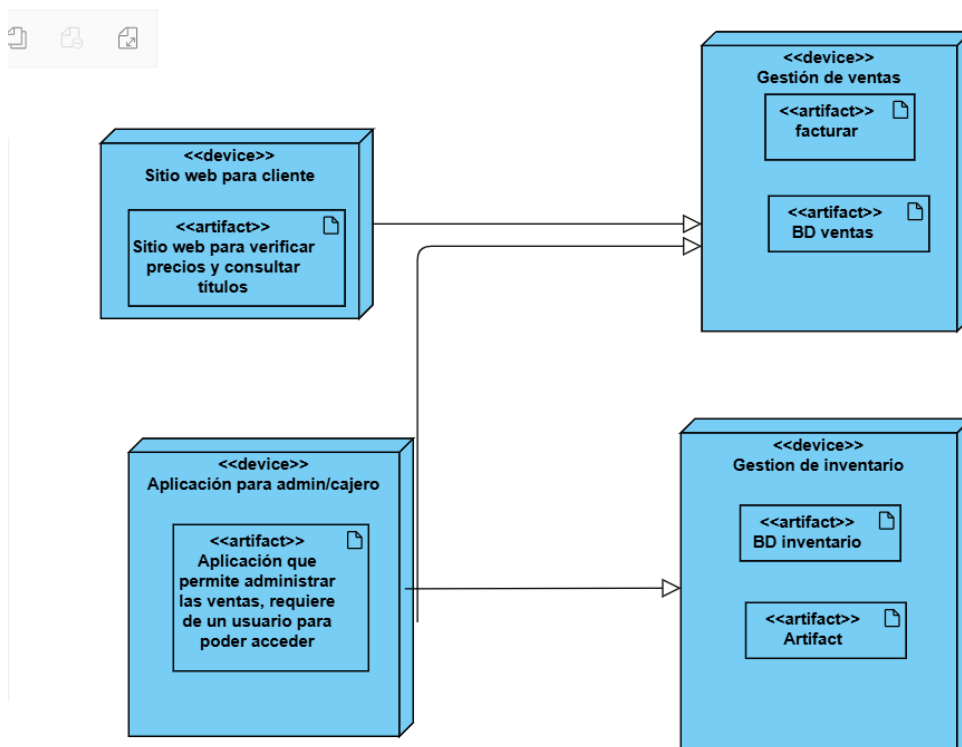 <<device>>
Gestión de ventas
<<artifact>>
facturar
<<artifact>>
BD ventas
<<device>>
Sitio web para cliente
<<artifact>>
Sitio web para verificar
precios y consultar
títulos
<<device>>
Aplicación para admin/cajero
<<artifact>>
Aplicación que
permite administrar
las ventas, requiere
de un usuario para
poder acceder
<<device>>
Gestion de inventario
<<artifact>>
BD inventario
<<artifact>>
Artifact